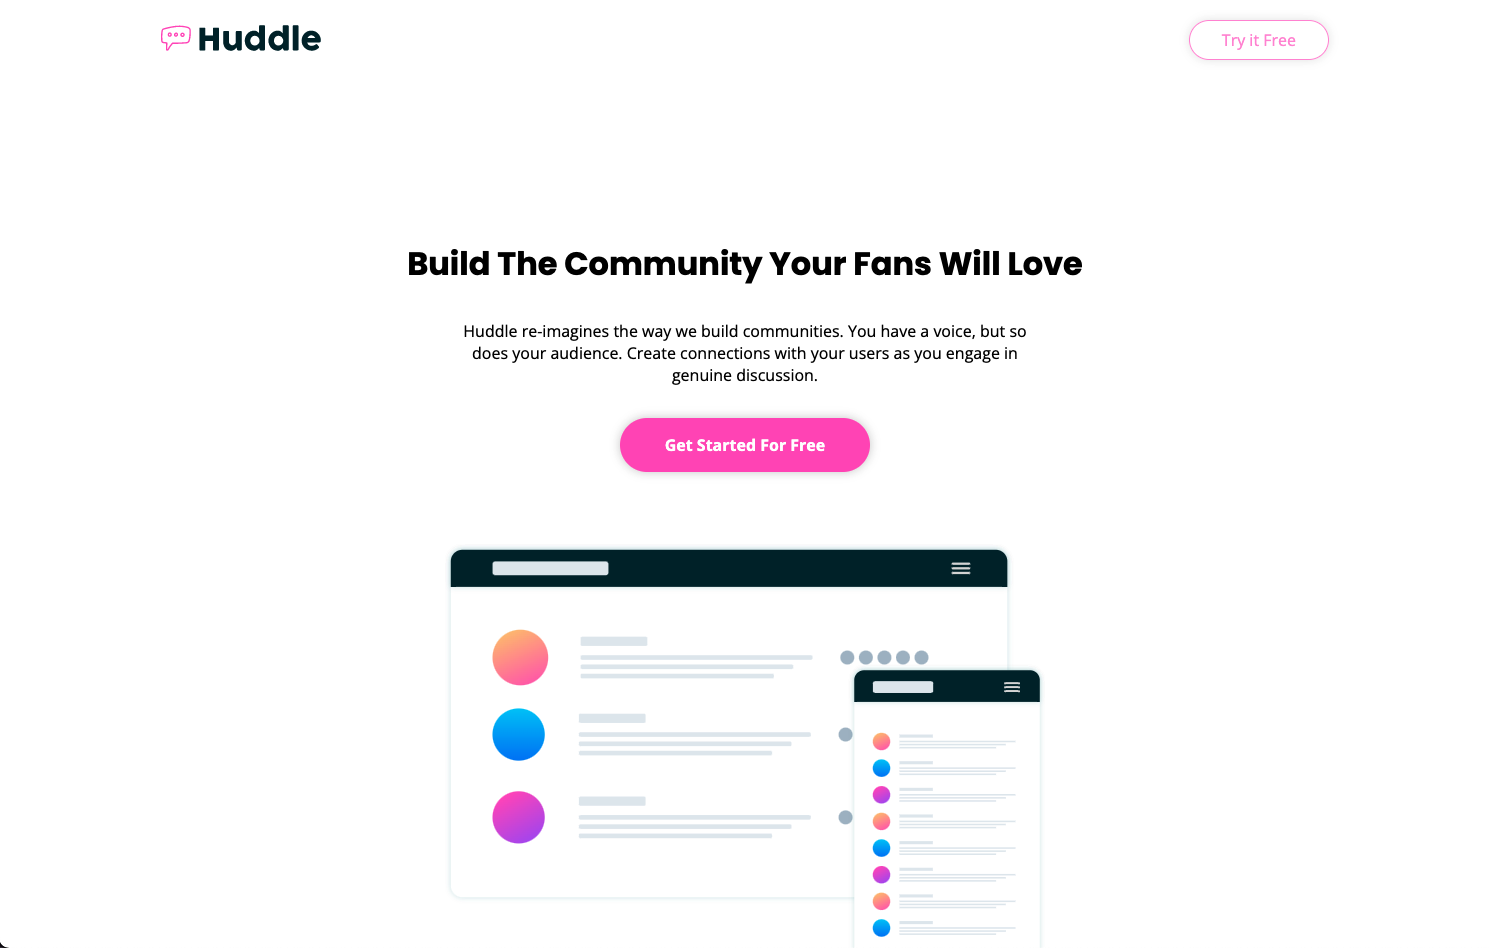 Huddle
Try it Free
Build The Community Your Fans Will Love
Huddle re-imagines the way we build communities. You have a voice, but so
does your audience. Create connections with your users as you engage in
genuine discussion.
Get Started For Free